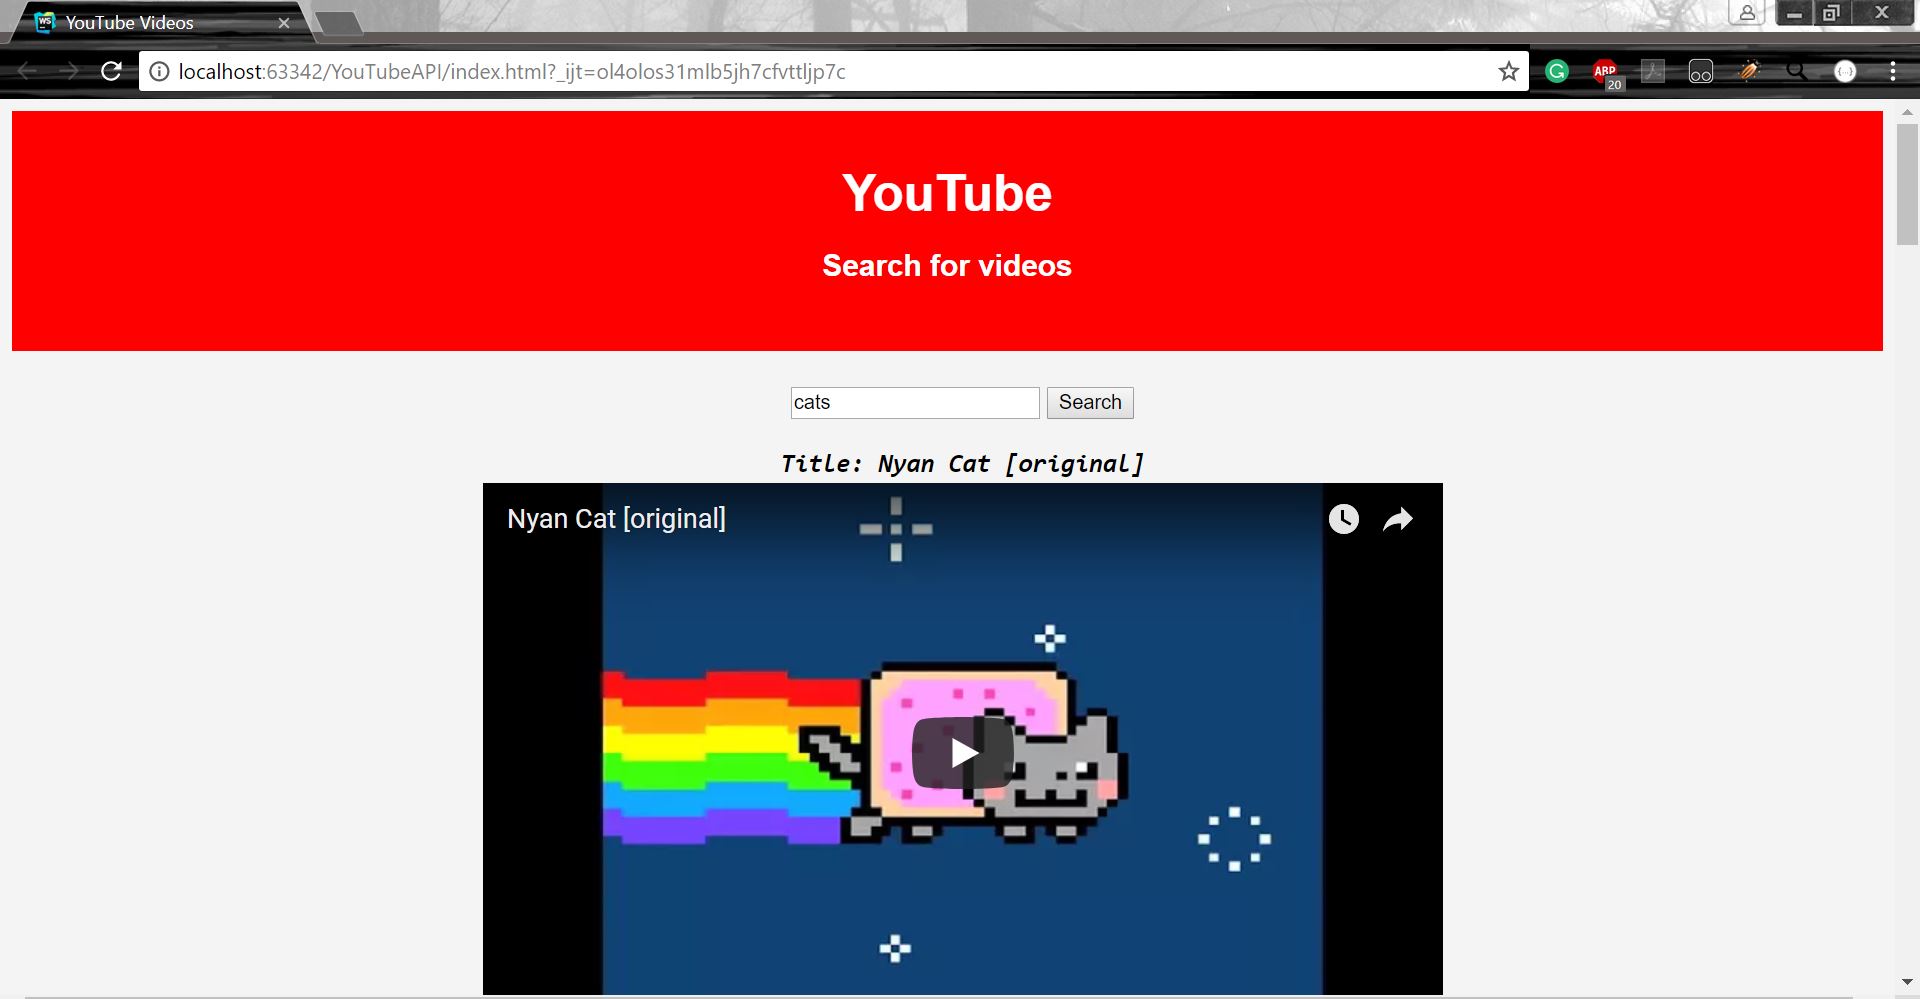 WS YouTube Videos
localhost:63342/YouTubeAPI/index.html?_ijt=ol4olos31mlb5jh7cfvttljp7c
ABP
20
YouTube
Search for videos
cats Search
Title: Nyan Cat [original]
Nyan Cat [original]